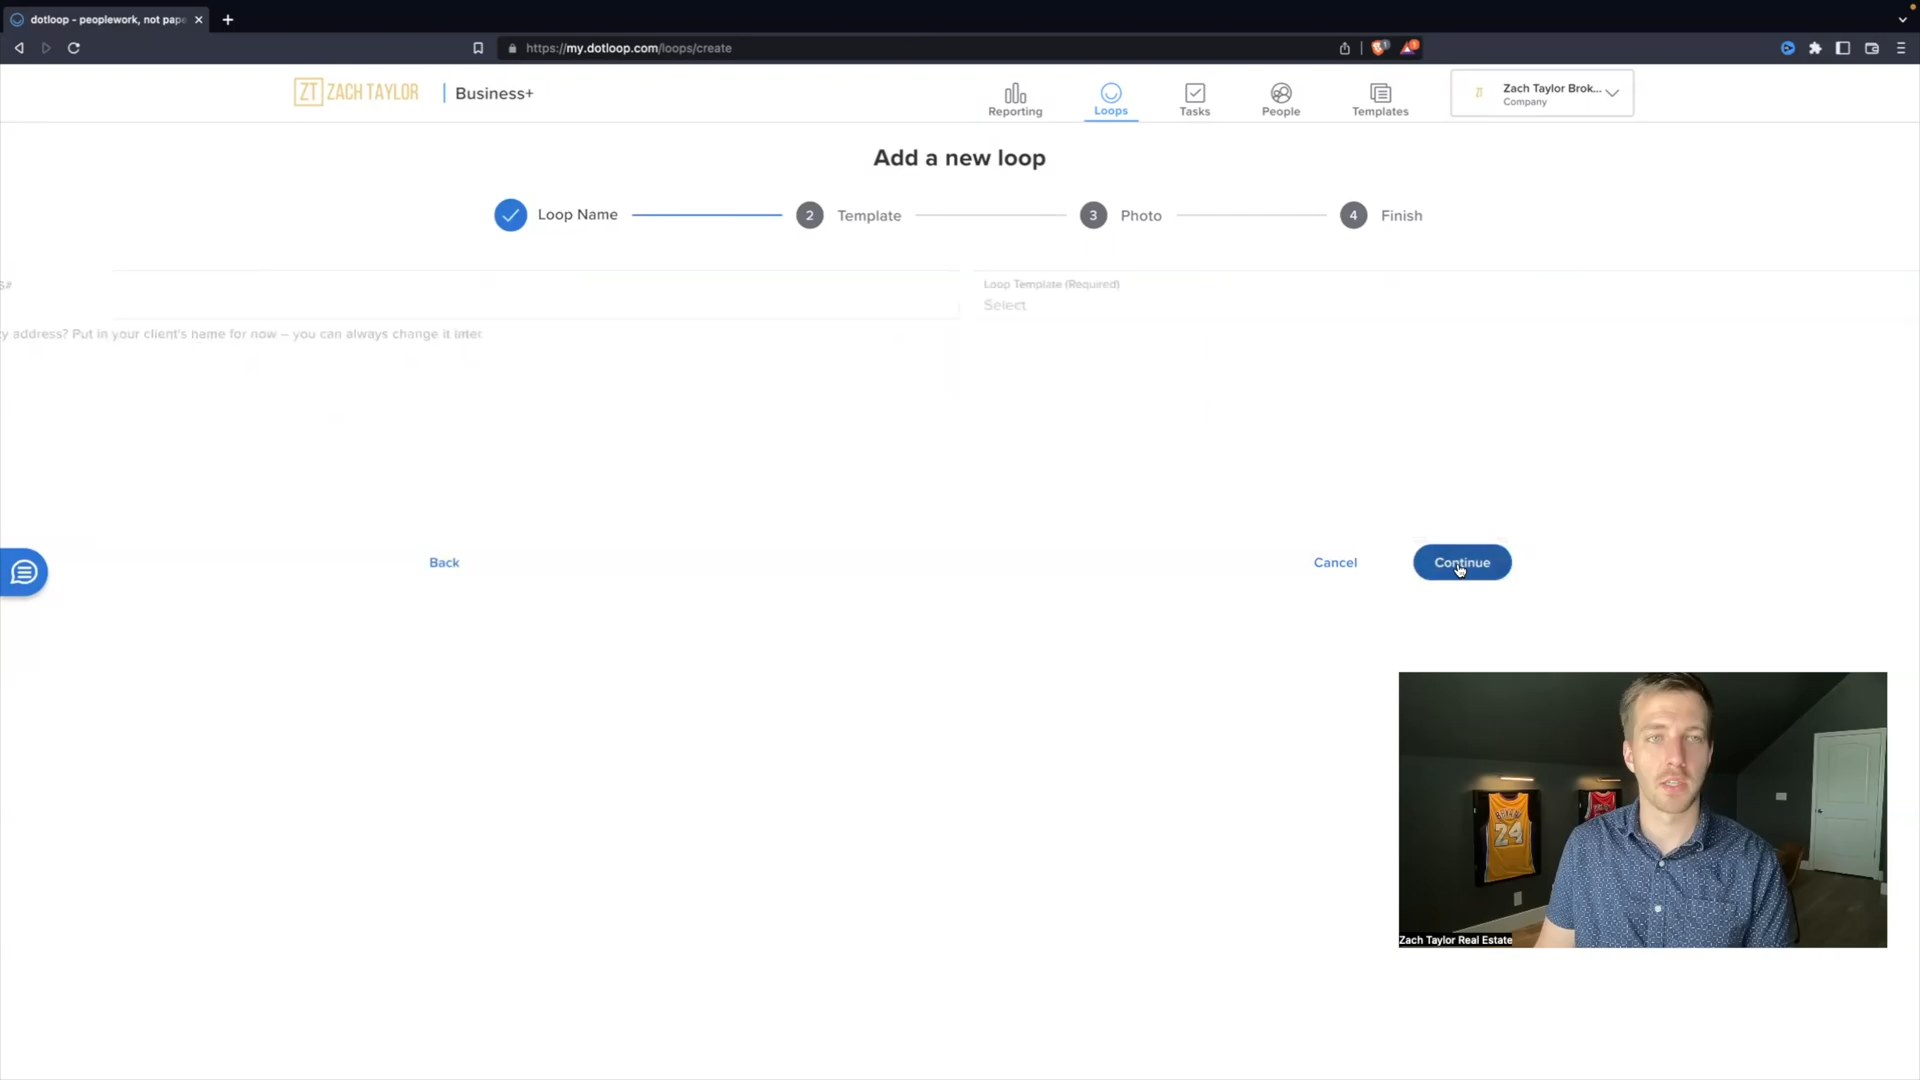 dotloop - peoplework, not pape
https://my.dotloop.com/loops/create
ZT ZACH TAYLOR
Business+
Reporting
Loops
Tasks
People
Templates
Zach Taylor Brok...
Company
Add a new loop
Loop Name
2 Template
3 Photo
4 Finish
S#
Loop Template (Required)
Select
y address? Put in your client's name for now – you can always change it later.
Back
Cancel
Continue
24
Zach Taylor Real Estate